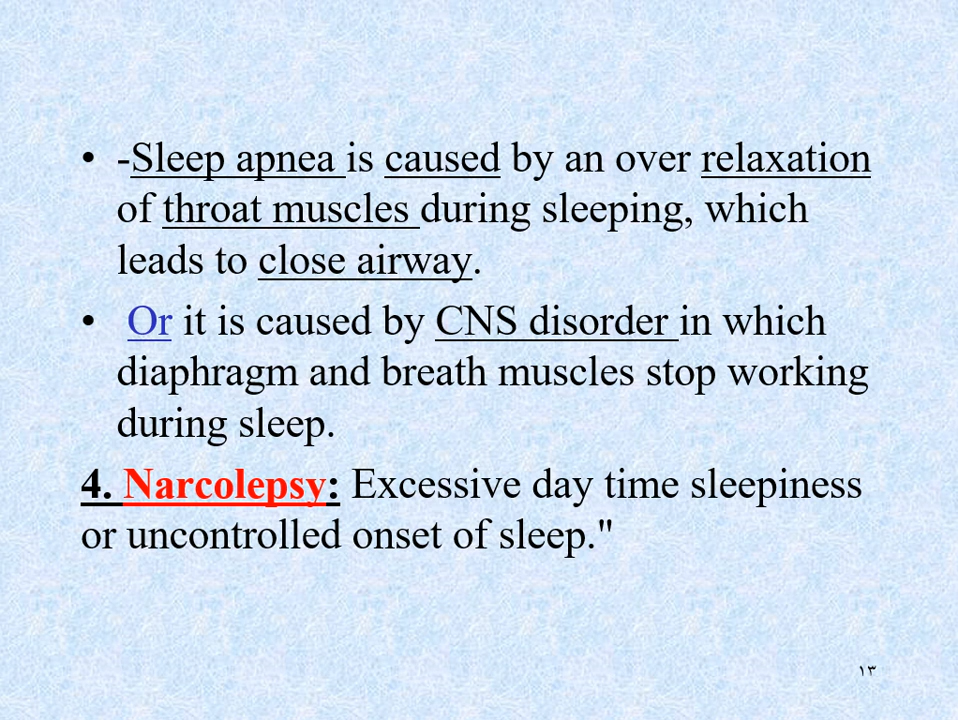 • -Sleep apnea is caused by an over relaxation
of throat muscles during sleeping, which
leads to close airway.
• Or it is caused by CNS disorder in which
diaphragm and breath muscles stop working
during sleep.
4. Narcolepsy: Excessive day time sleepiness
or uncontrolled onset of sleep."
١٣